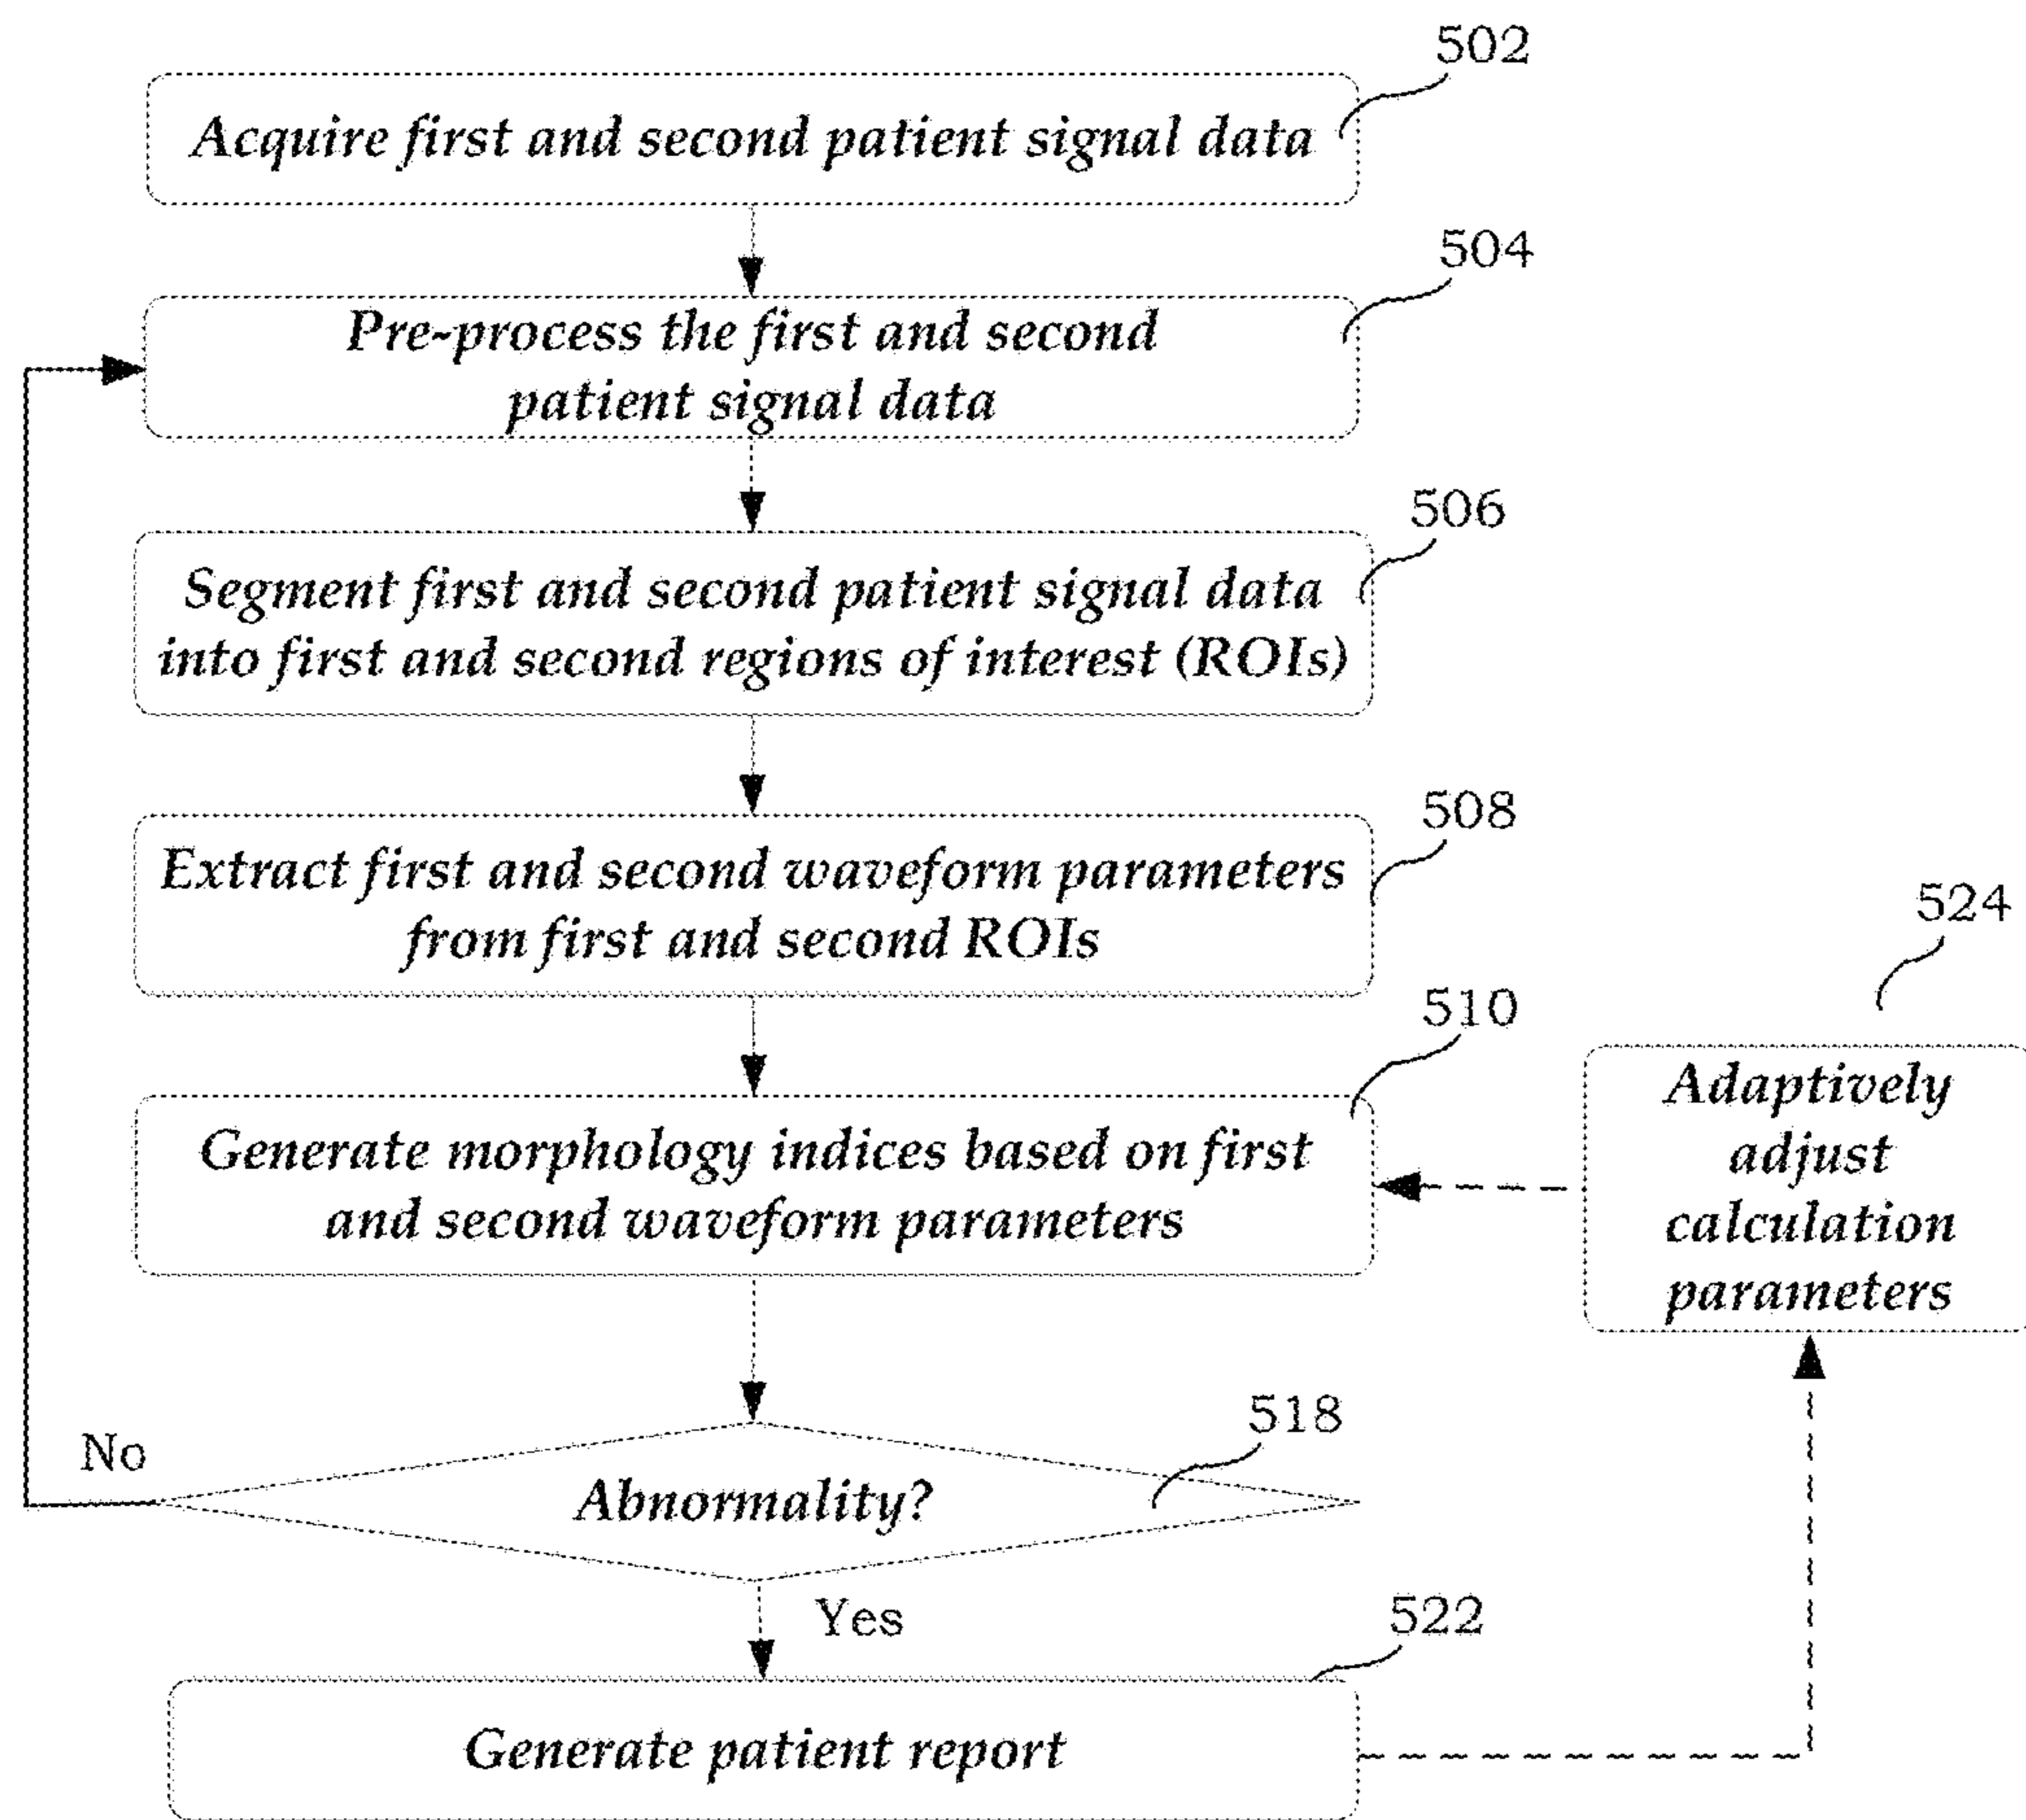 502
Acquire first and second patient signal data
504
Pre-process the first and second
patient signal data
506
Segment first and second patient signal data
into first and second regions of interest (ROIs)
508
Extract first and second waveform parameters
from first and second ROIs
510
Generate morphology indices based on first
and second waveform parameters
524
Adaptively
adjust
calculation
parameters
518
Abnormality?
No
Yes
522
Generate patient report